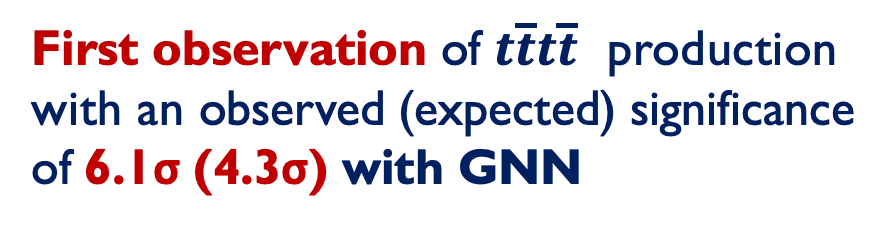 First observation of tt̅tt̅ production
with an observed (expected) significance
of 6.1σ (4.3σ) with GNN